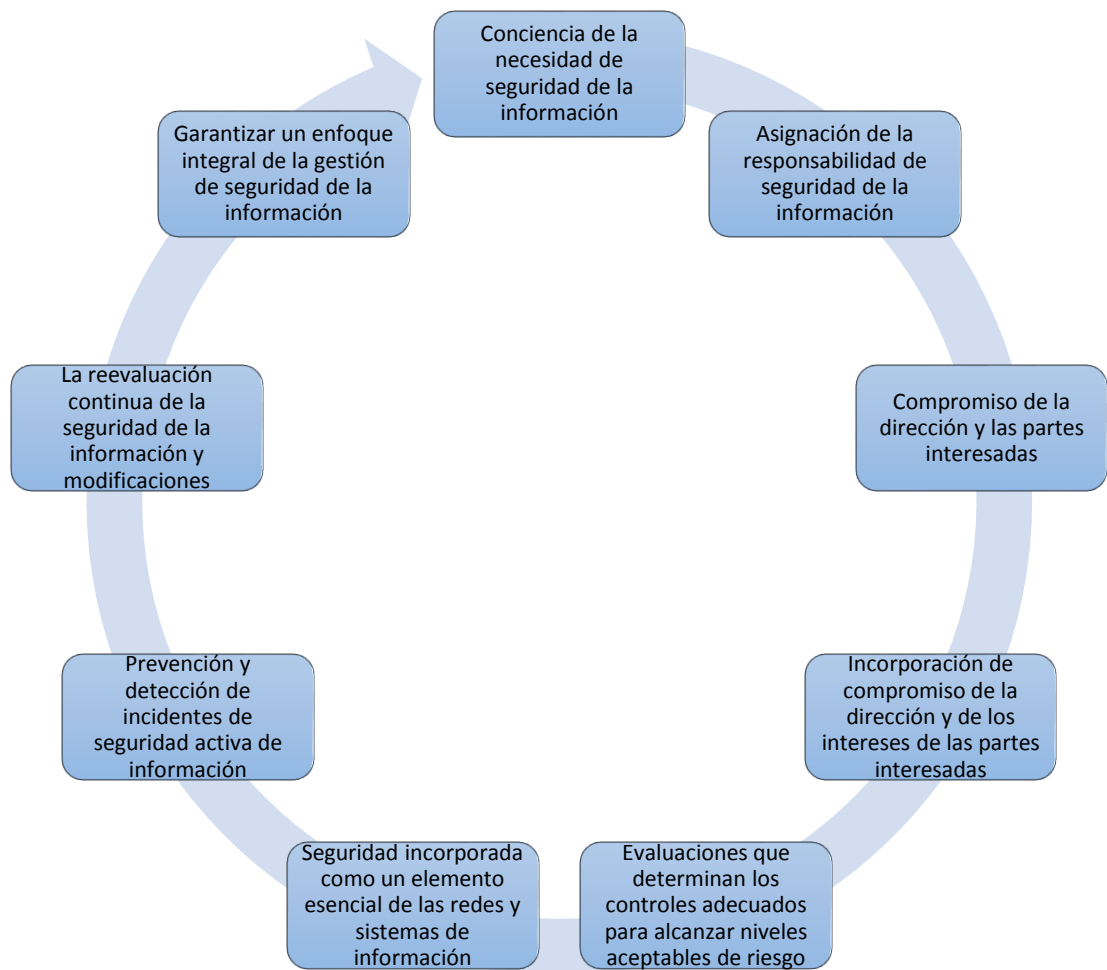 Conciencia de la
necesidad de
seguridad de la
información
Asignación de la
responsabilidad de
seguridad de la
información
Compromiso de la
dirección y las partes
interesadas
Incorporación de
compromiso de la
dirección y de los
intereses de las partes
interesadas
Evaluaciones que
determinan los
controles adecuados
para alcanzar niveles
aceptables de riesgo
Seguridad incorporada
como un elemento
esencial de las redes y
sistemas de
información
Prevención y
detección de
incidentes de
seguridad activa de
información
La reevaluación
continua de la
seguridad de la
información y
modificaciones
Garantizar un enfoque
integral de la gestión
de seguridad de la
información